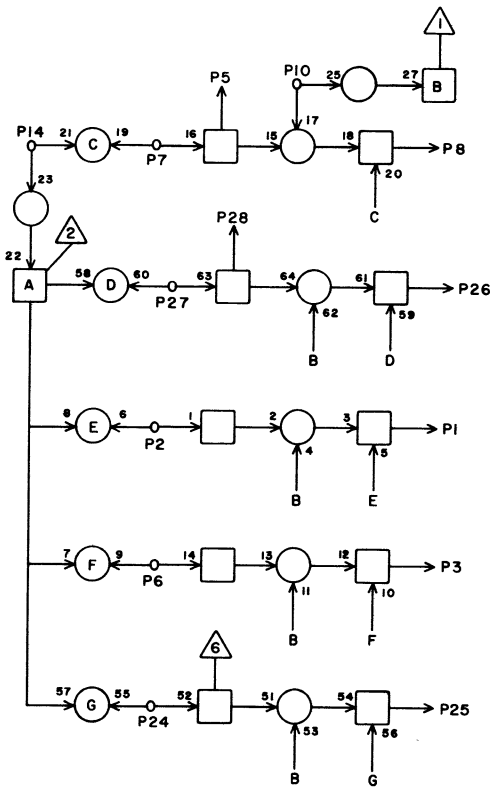 1
P10 25 27 B
P5
17
P14 21 C 19 P7 16 15 18 P8
20
23
C
2
P28
22
A 58 D 60 P27 63 64 61 P26
62 59
B D
8 E 6 P2 1 2 3 P1
4 5
B E
7 F 9 P6 14 13 12 P3
11 10
B F
6
57 G 55 P24 52 51 54 P25
53 56
B G